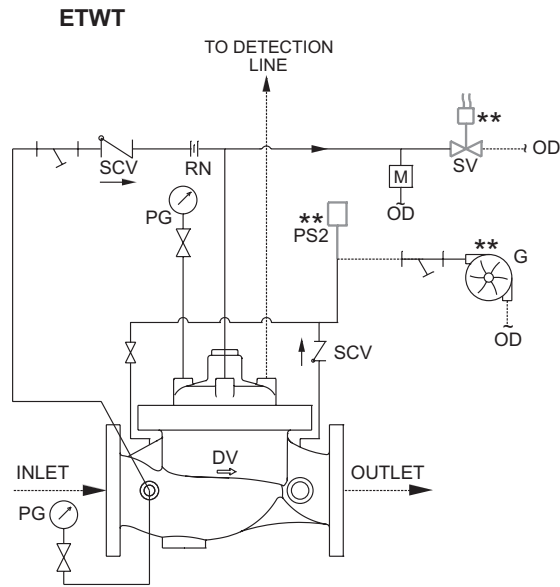 ETWT
TO DETECTION
LINE
**
SCV
RN
SV
~ OD
PG
M
~
OD
**
PS2
**
G
~
OD
SCV
DV
INLET
OUTLET
PG